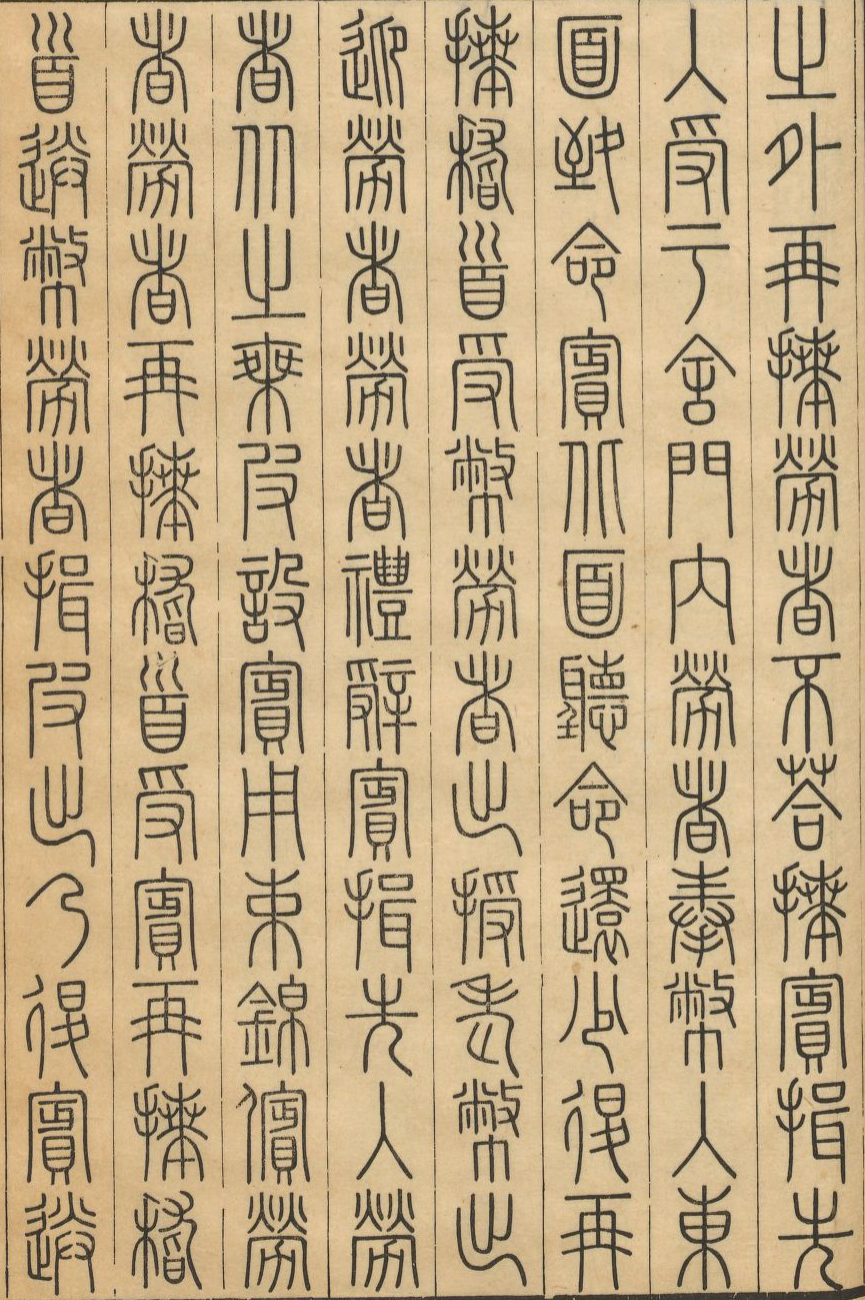 之外再拜勞者不荅拜賓揖先
入受于舍門內勞者奉幣入東
面致命賓北面聽命還少退再
拜稽首受幣勞者出授老幣出
迎勞者勞者禮辭賓揖先入勞
者从之乘皮設賓用束錦儐勞
者勞者再拜稽首受賓再拜稽
首送幣勞者揖皮出乃退賓送